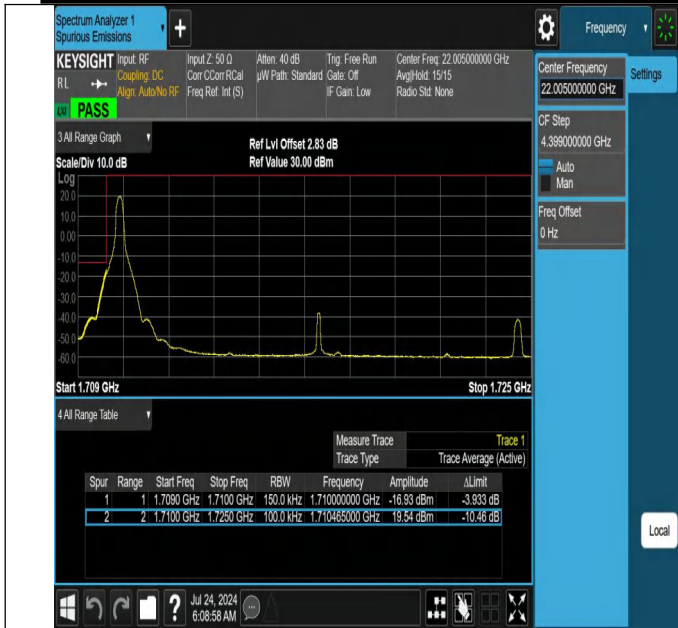 Spectrum Analyzer 1
Spurious Emissions
+
Frequency
KEYSIGHT
RL
PASS
Input: RF
Coupling: DC
Align: Auto/No RF
Input Z: 50 Ω
Corr CCorr RCal
Freq Ref: Int (S)
Atten: 40 dB
µW Path: Standard
Trig: Free Run
Gate: Off
IF Gain: Low
Center Freq: 22.005000000 GHz
Avg|Hold: 15/15
Radio Std: None
Center Frequency
22.005000000 GHz
Settings
CF Step
4.399000000 GHz
Auto
Man
Freq Offset
0 Hz
3 All Range Graph
Ref Lvl Offset 2.83 dB
Scale/Div 10.0 dB
Ref Value 30.00 dBm
Log
20.0
10.0
0.00
-10.0
-20.0
-30.0
-40.0
-50.0
-60.0
Start 1.709 GHz
Stop 1.725 GHz
4 All Range Table
Measure Trace Trace 1
Trace Type Trace Average (Active)
Spur Range Start Freq Stop Freq RBW Frequency Amplitude ∆Limit
1 1 1.7090 GHz 1.7100 GHz 150.0 kHz 1.710000000 GHz -16.93 dBm -3.933 dB
2 2 1.7100 GHz 1.7250 GHz 100.0 kHz 1.710465000 GHz 19.54 dBm -10.46 dB
Local
?
Jul 24, 2024
6:08:58 AM